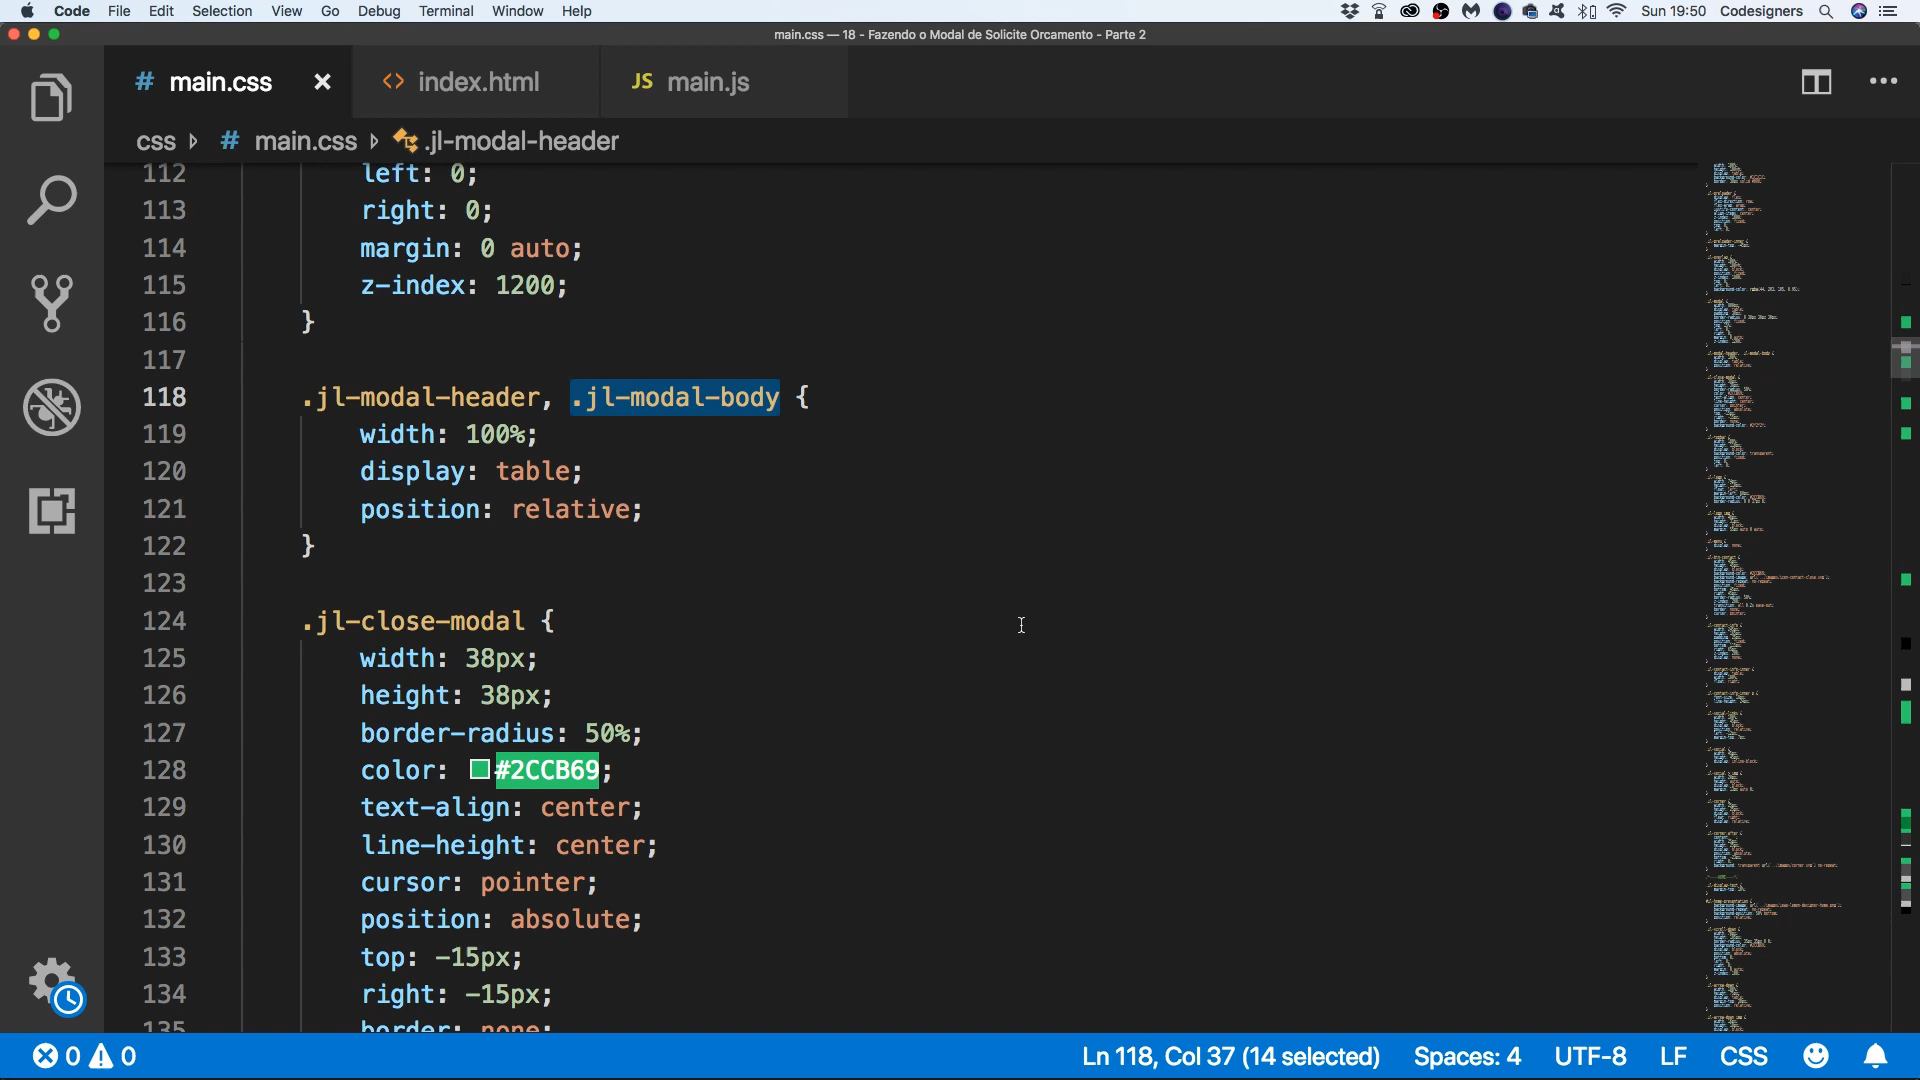 Code File Edit Selection View Go Debug Terminal Window Help Sun 19:50 Codesigners
main.css — 18 - Fazendo o Modal de Solicite Orcamento - Parte 2
# main.css × <> index.html JS main.js
css # main.css .jl-modal-header
112 left: 0;
113 right: 0;
114 margin: 0 auto;
115 z-index: 1200;
116 }
117
118 .jl-modal-header, .jl-modal-body {
119 width: 100%;
120 display: table;
121 position: relative;
122 }
123
124 .jl-close-modal {
125 width: 38px;
126 height: 38px;
127 border-radius: 50%;
128 color: #2CCB69;
129 text-align: center;
130 line-height: center;
131 cursor: pointer;
132 position: absolute;
133 top: -15px;
134 right: -15px;
135 border: none;
0 0 Ln 118, Col 37 (14 selected) Spaces: 4 UTF-8 LF CSS